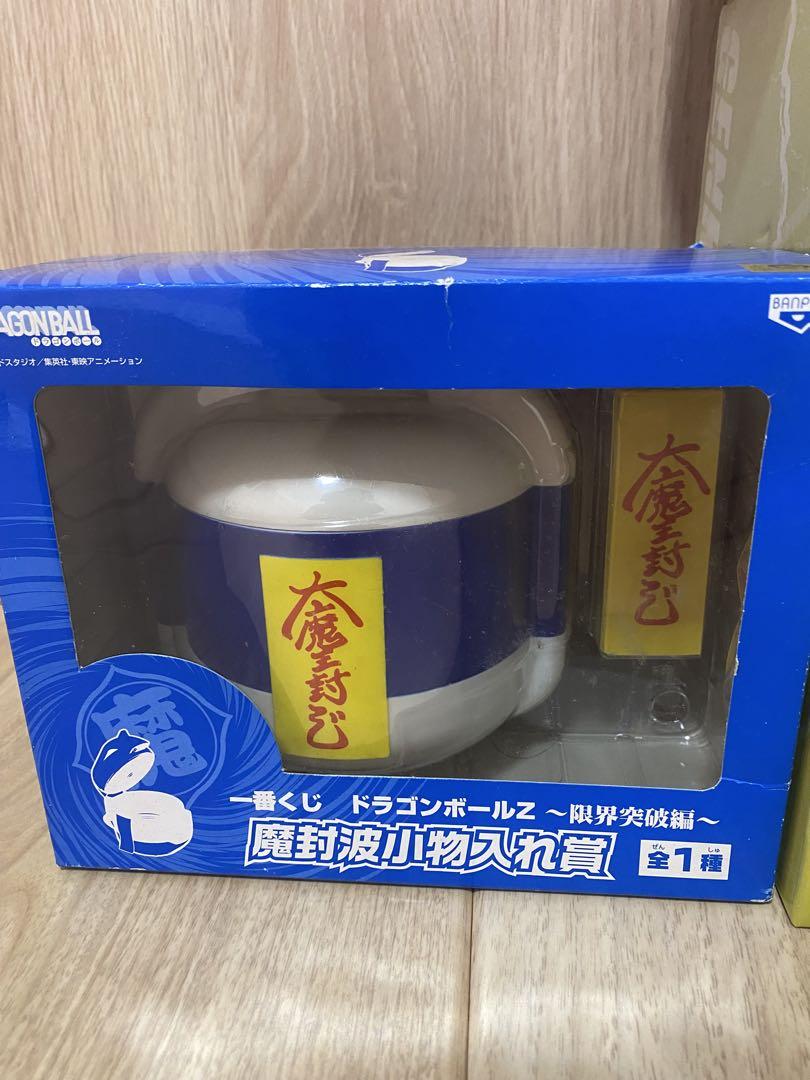 AGONBALL
ドラゴンボール
ドスタジオ/集英社・東映アニメーション
BANP
GENI
大魔王封じ
大魔王封じ
魔
一番くじ ドラゴンボールZ ~限界突破編~
魔封波小物入れ賞
全1種
ぜん しゅ